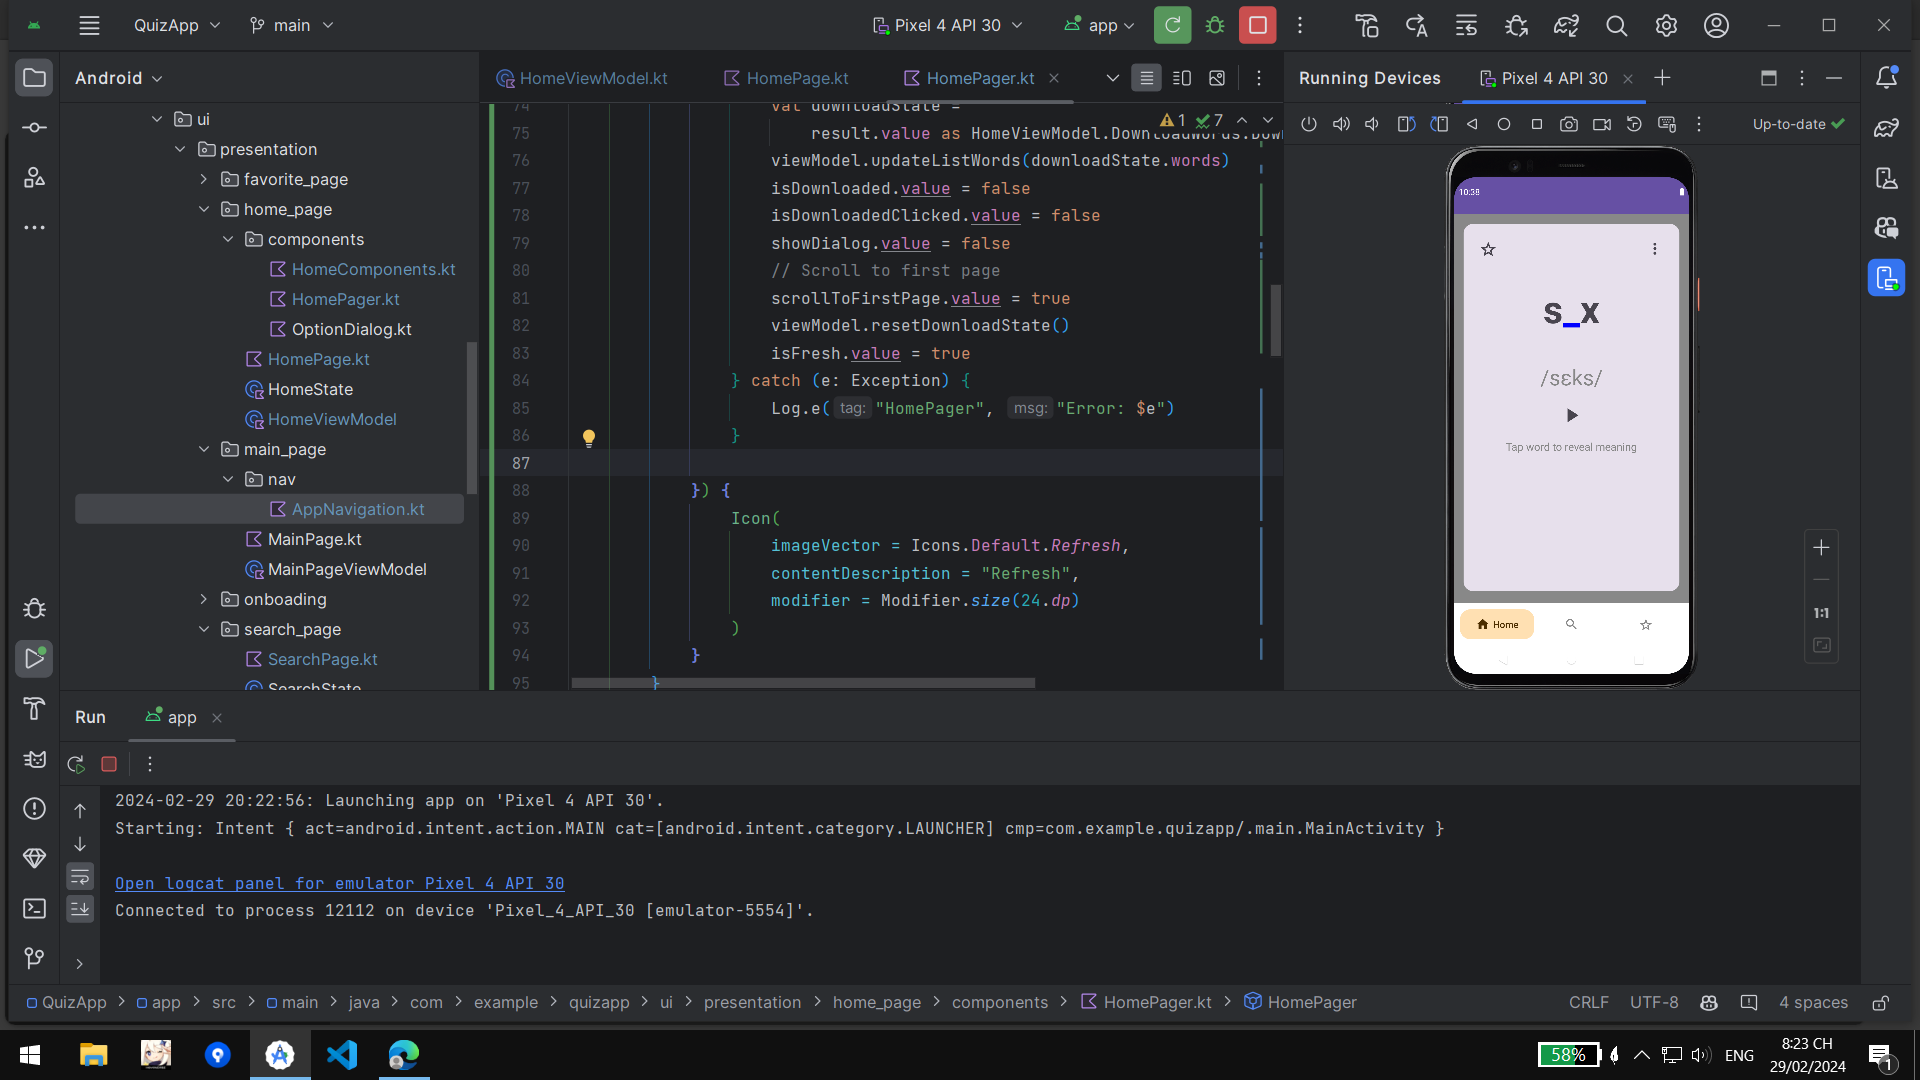 QuizApp
main
Pixel 4 API 30
app
Android
HomeViewModel.kt
HomePage.kt
HomePager.kt
Running Devices
Pixel 4 API 30
ui
presentation
favorite_page
home_page
components
HomeComponents.kt
HomePager.kt
OptionDialog.kt
HomePage.kt
HomeState
HomeViewModel
main_page
nav
AppNavigation.kt
MainPage.kt
MainPageViewModel
onboading
search_page
SearchPage.kt
SearchState
1 7
74 val downloadState =
75 result.value as HomeViewModel.DownloadWords.Dow
76 viewModel.updateListWords(downloadState.words)
77 isDownloaded.value = false
78 isDownloadedClicked.value = false
79 showDialog.value = false
80 // Scroll to first page
81 scrollToFirstPage.value = true
82 viewModel.resetDownloadState()
83 isFresh.value = true
84 } catch (e: Exception) {
85 Log.e( tag: "HomePager", msg: "Error: $e")
86 }
87
88 }) {
89 Icon(
90 imageVector = Icons.Default.Refresh,
91 contentDescription = "Refresh",
92 modifier = Modifier.size(24.dp)
93 )
94 }
95 }
Up-to-date
10:38
s_x
/sɛks/
Tap word to reveal meaning
Home
1:1
Run
app
2024-02-29 20:22:56: Launching app on 'Pixel 4 API 30'.
Starting: Intent { act=android.intent.action.MAIN cat=[android.intent.category.LAUNCHER] cmp=com.example.quizapp/.main.MainActivity }
Open logcat panel for emulator Pixel 4 API 30
Connected to process 12112 on device 'Pixel_4_API_30 [emulator-5554]'.
QuizApp > app > src > main > java > com > example > quizapp > ui > presentation > home_page > components > HomePager.kt > HomePager
CRLF UTF-8 4 spaces
58%
ENG
8:23 CH
29/02/2024
1